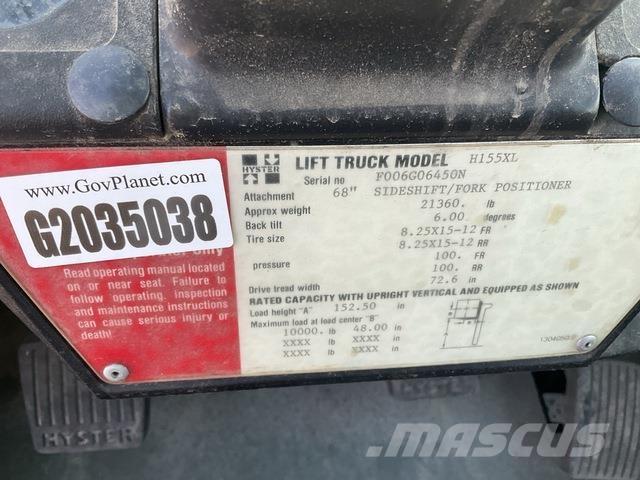 www.GovPlanet.com
G2035038
Only
Read operating manual located
on or near seat. Failure to
follow operating, inspection
and maintenance instructions
can cause serious injury or
death!
HYSTER
LIFT TRUCK MODEL H155XL
Serial no F006G06450N
Attachment 68" SIDESHIFT/FORK POSITIONER
Approx weight 21360. lb
Back tilt 6.00 degrees
Tire size 8.25X15-12 FR
8.25X15-12 RR
pressure 100. FR
100. RR
Drive tread width 72.6 in
RATED CAPACITY WITH UPRIGHT VERTICAL AND EQUIPPED AS SHOWN
Load height "A" 152.50 in
Maximum load at load center "B"
10000. lb 48.00 in
XXXX lb XXXX in
XXXX lb XXXX in
HYSTER
MASCUS